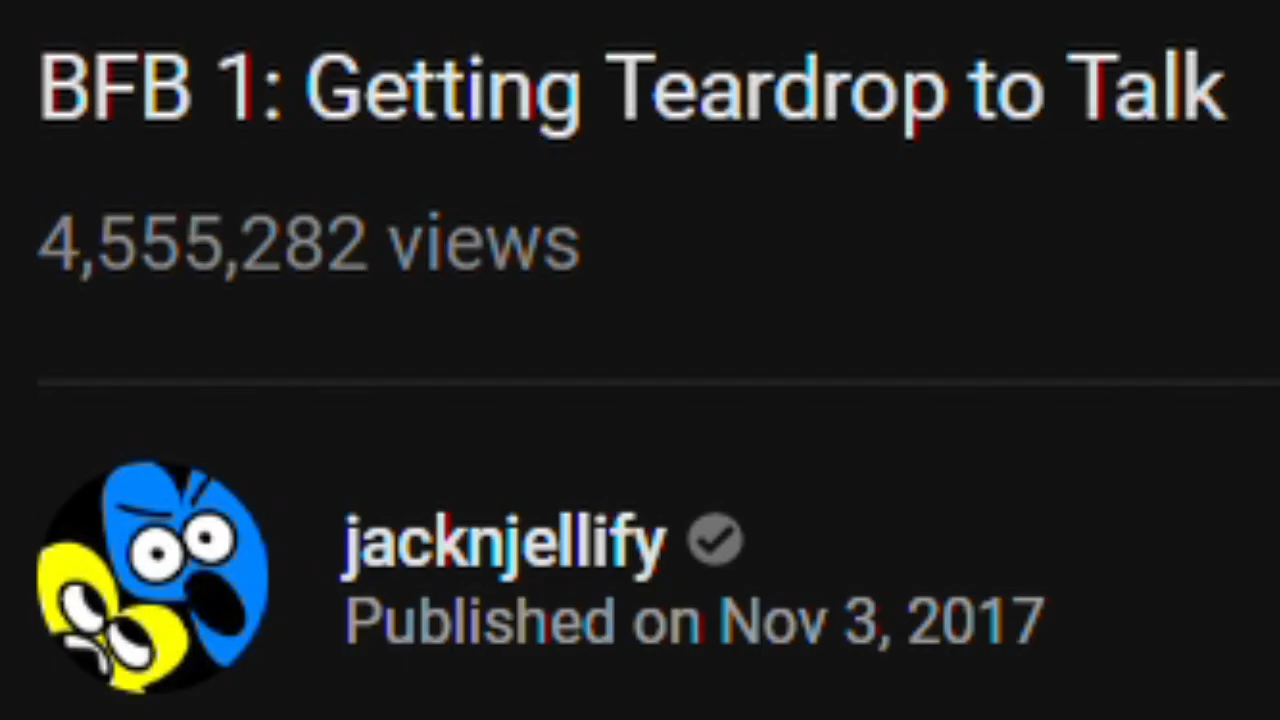 BFB 1: Getting Teardrop to Talk
4,555,282 views
jacknjellify
Published on Nov 3, 2017